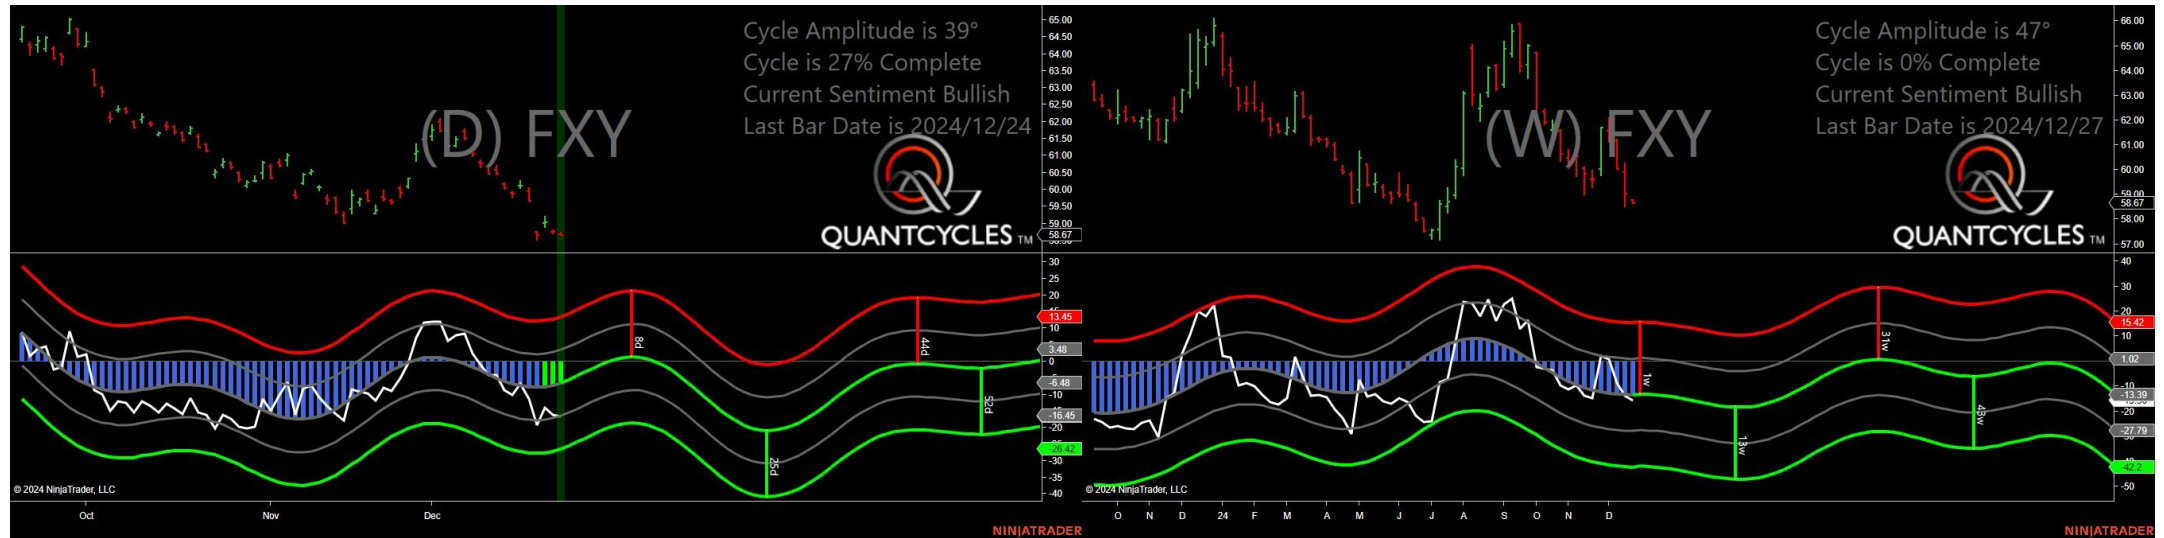 Cycle Amplitude is 39°
Cycle is 27% Complete
Current Sentiment Bullish
Last Bar Date is 2024/12/24
(D) FXY
QUANTCYCLES TM
65.00
64.50
64.00
63.50
63.00
62.50
62.00
61.50
61.00
60.50
60.00
59.50
59.00
58.67
30
25
20
13.45
10
3.48
0
-6.48
-10
-16.45
-20
-26.42
-30
-35
-40
8d
25d
44d
52d
© 2024 NinjaTrader, LLC
Oct
Nov
Dec
NINJATRADER
Cycle Amplitude is 47°
Cycle is 0% Complete
Current Sentiment Bullish
Last Bar Date is 2024/12/27
(W) FXY
QUANTCYCLES TM
66.00
65.00
64.00
63.00
62.00
61.00
60.00
59.00
58.67
58.00
57.00
40
30
20
15.42
10
1.02
-10
-13.39
-20
-27.79
-42.2
-50
1w
13w
31w
© 2024 NinjaTrader, LLC
O N D 24 F M A M J J A S O N D
NINJATRADER